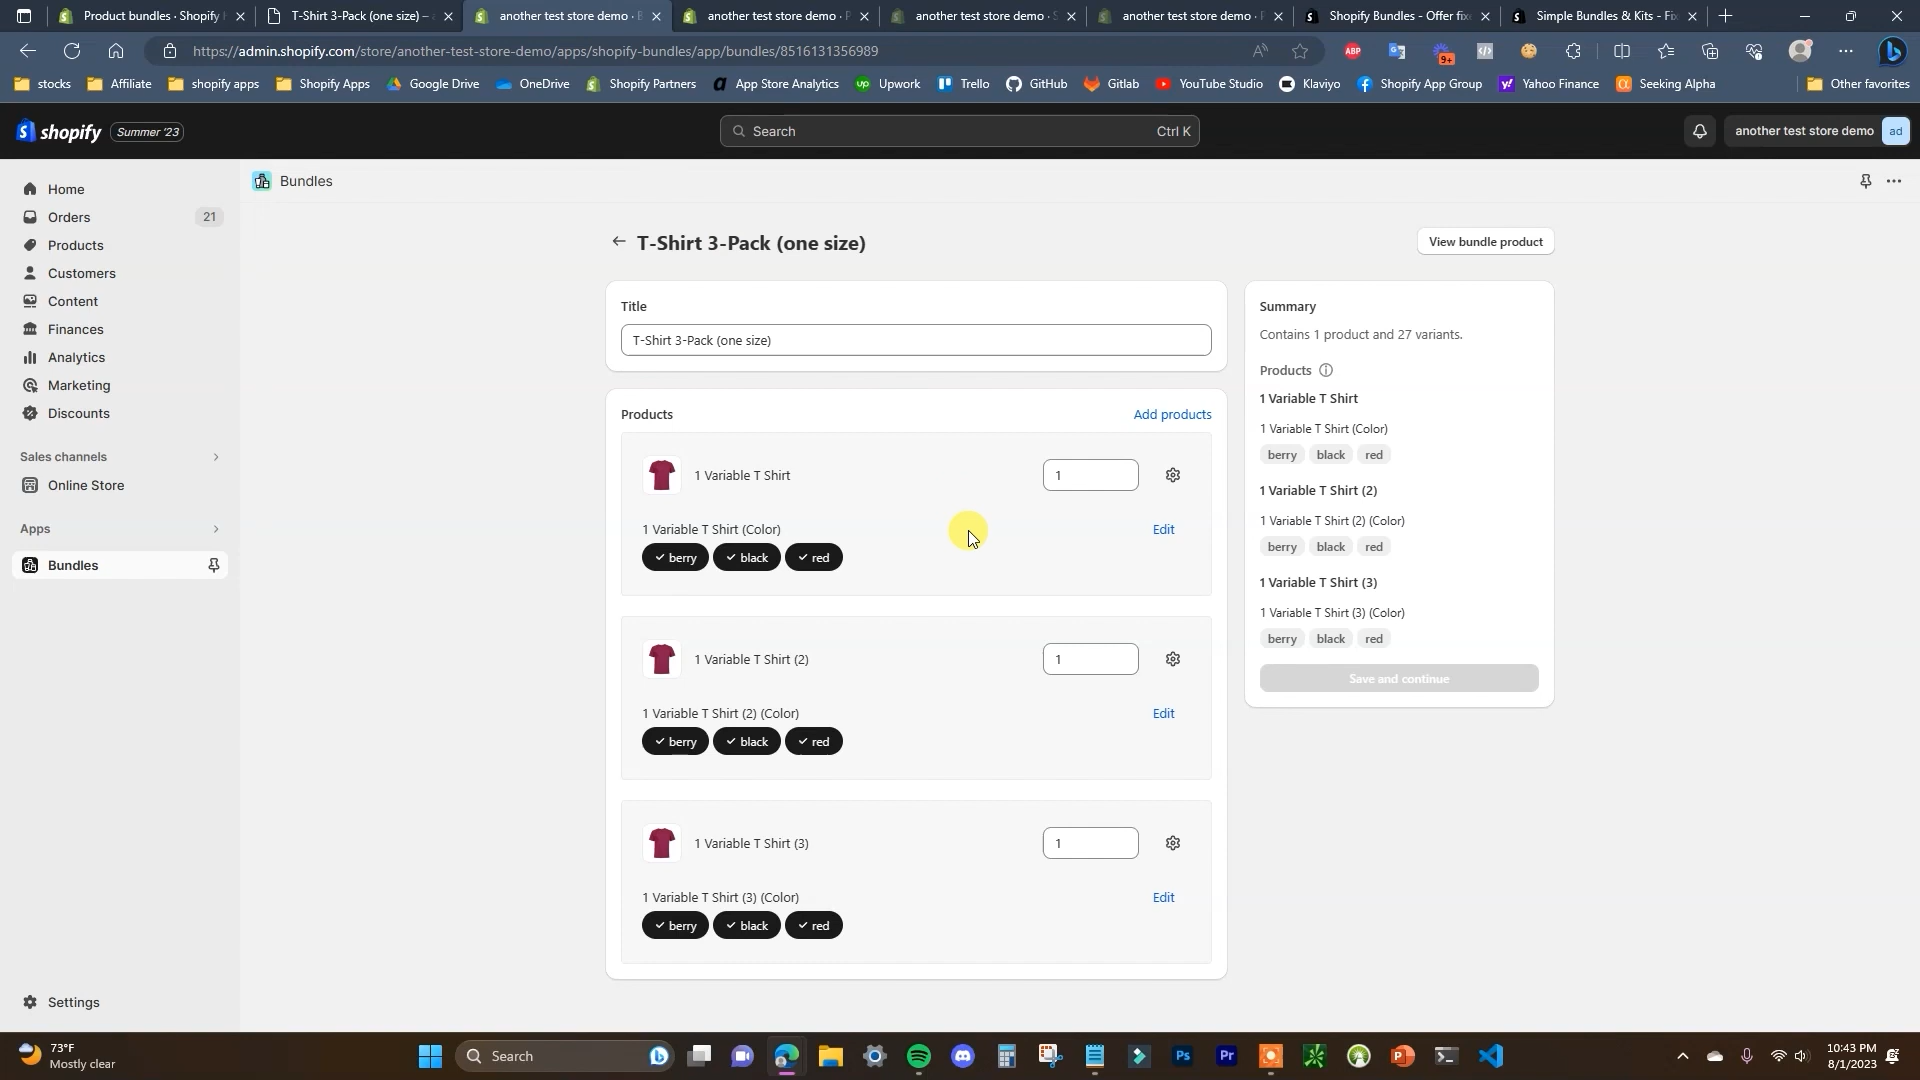 Product bundles · Shopify
T-Shirt 3-Pack (one size) –
another test store demo ·
another test store demo ·
another test store demo ·
another test store demo ·
Shopify Bundles - Offer fix
Simple Bundles & Kits - Fix
https://admin.shopify.com/store/another-test-store-demo/apps/shopify-bundles/app/bundles/8516131356989
ABP
9+
stocks
Affiliate
shopify apps
Shopify Apps
Google Drive
OneDrive
Shopify Partners
App Store Analytics
Upwork
Trello
GitHub
Gitlab
YouTube Studio
Klaviyo
Shopify App Group
Yahoo Finance
Seeking Alpha
Other favorites
shopify
Summer '23
Search
Ctrl K
another test store demo
ad
Home
Orders
21
Products
Customers
Content
Finances
Analytics
Marketing
Discounts
Sales channels
Online Store
Apps
Bundles
Settings
Bundles
T-Shirt 3-Pack (one size)
View bundle product
Title
T-Shirt 3-Pack (one size)
Products
Add products
1 Variable T Shirt
1
1 Variable T Shirt (Color)
Edit
berry
black
red
1 Variable T Shirt (2)
1
1 Variable T Shirt (2) (Color)
Edit
berry
black
red
1 Variable T Shirt (3)
1
1 Variable T Shirt (3) (Color)
Edit
berry
black
red
Summary
Contains 1 product and 27 variants.
Products
1 Variable T Shirt
1 Variable T Shirt (Color)
berry
black
red
1 Variable T Shirt (2)
1 Variable T Shirt (2) (Color)
berry
black
red
1 Variable T Shirt (3)
1 Variable T Shirt (3) (Color)
berry
black
red
Save and continue
73°F
Mostly clear
Search
Ps
Pr
10:43 PM
8/1/2023